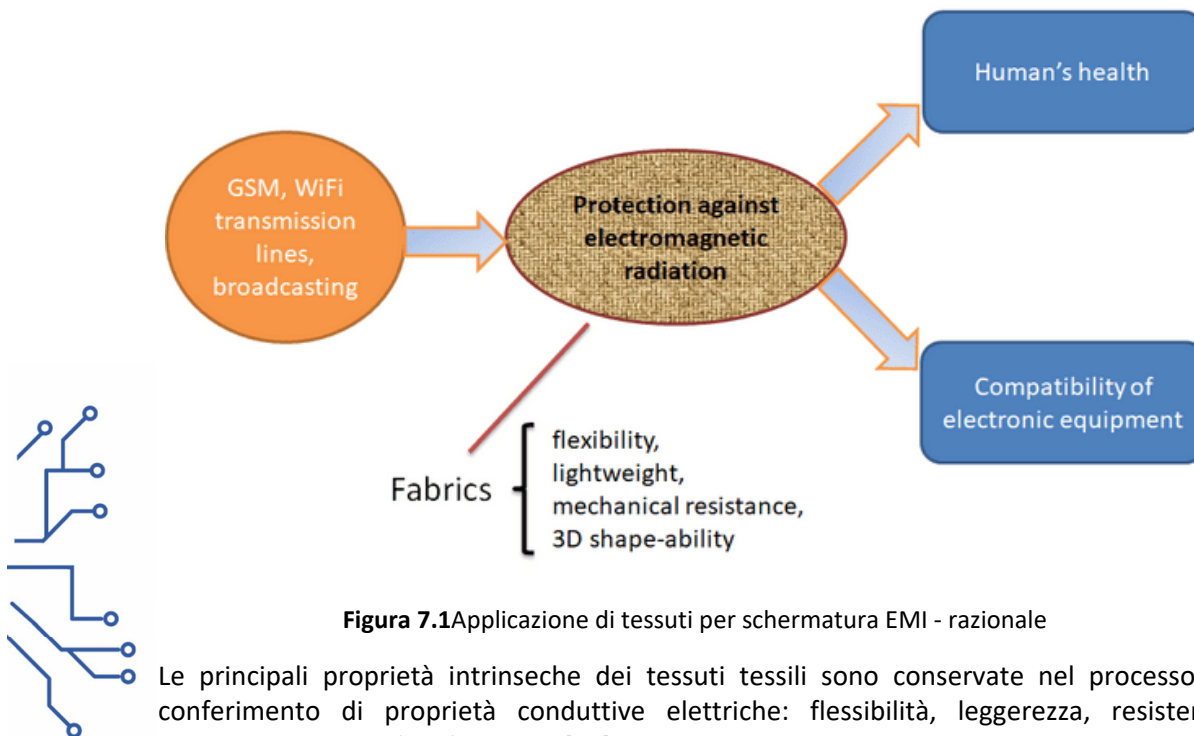 Human's health
GSM, WiFi
transmission
lines,
broadcasting
Protection against
electromagnetic
radiation
Compatibility of
electronic equipment
Fabrics
flexibility,
lightweight,
mechanical resistance,
3D shape-ability
Figura 7.1Applicazione di tessuti per schermatura EMI - razionale
Le principali proprietà intrinseche dei tessuti tessili sono conservate nel processo
conferimento di proprietà conduttive elettriche: flessibilità, leggerezza,